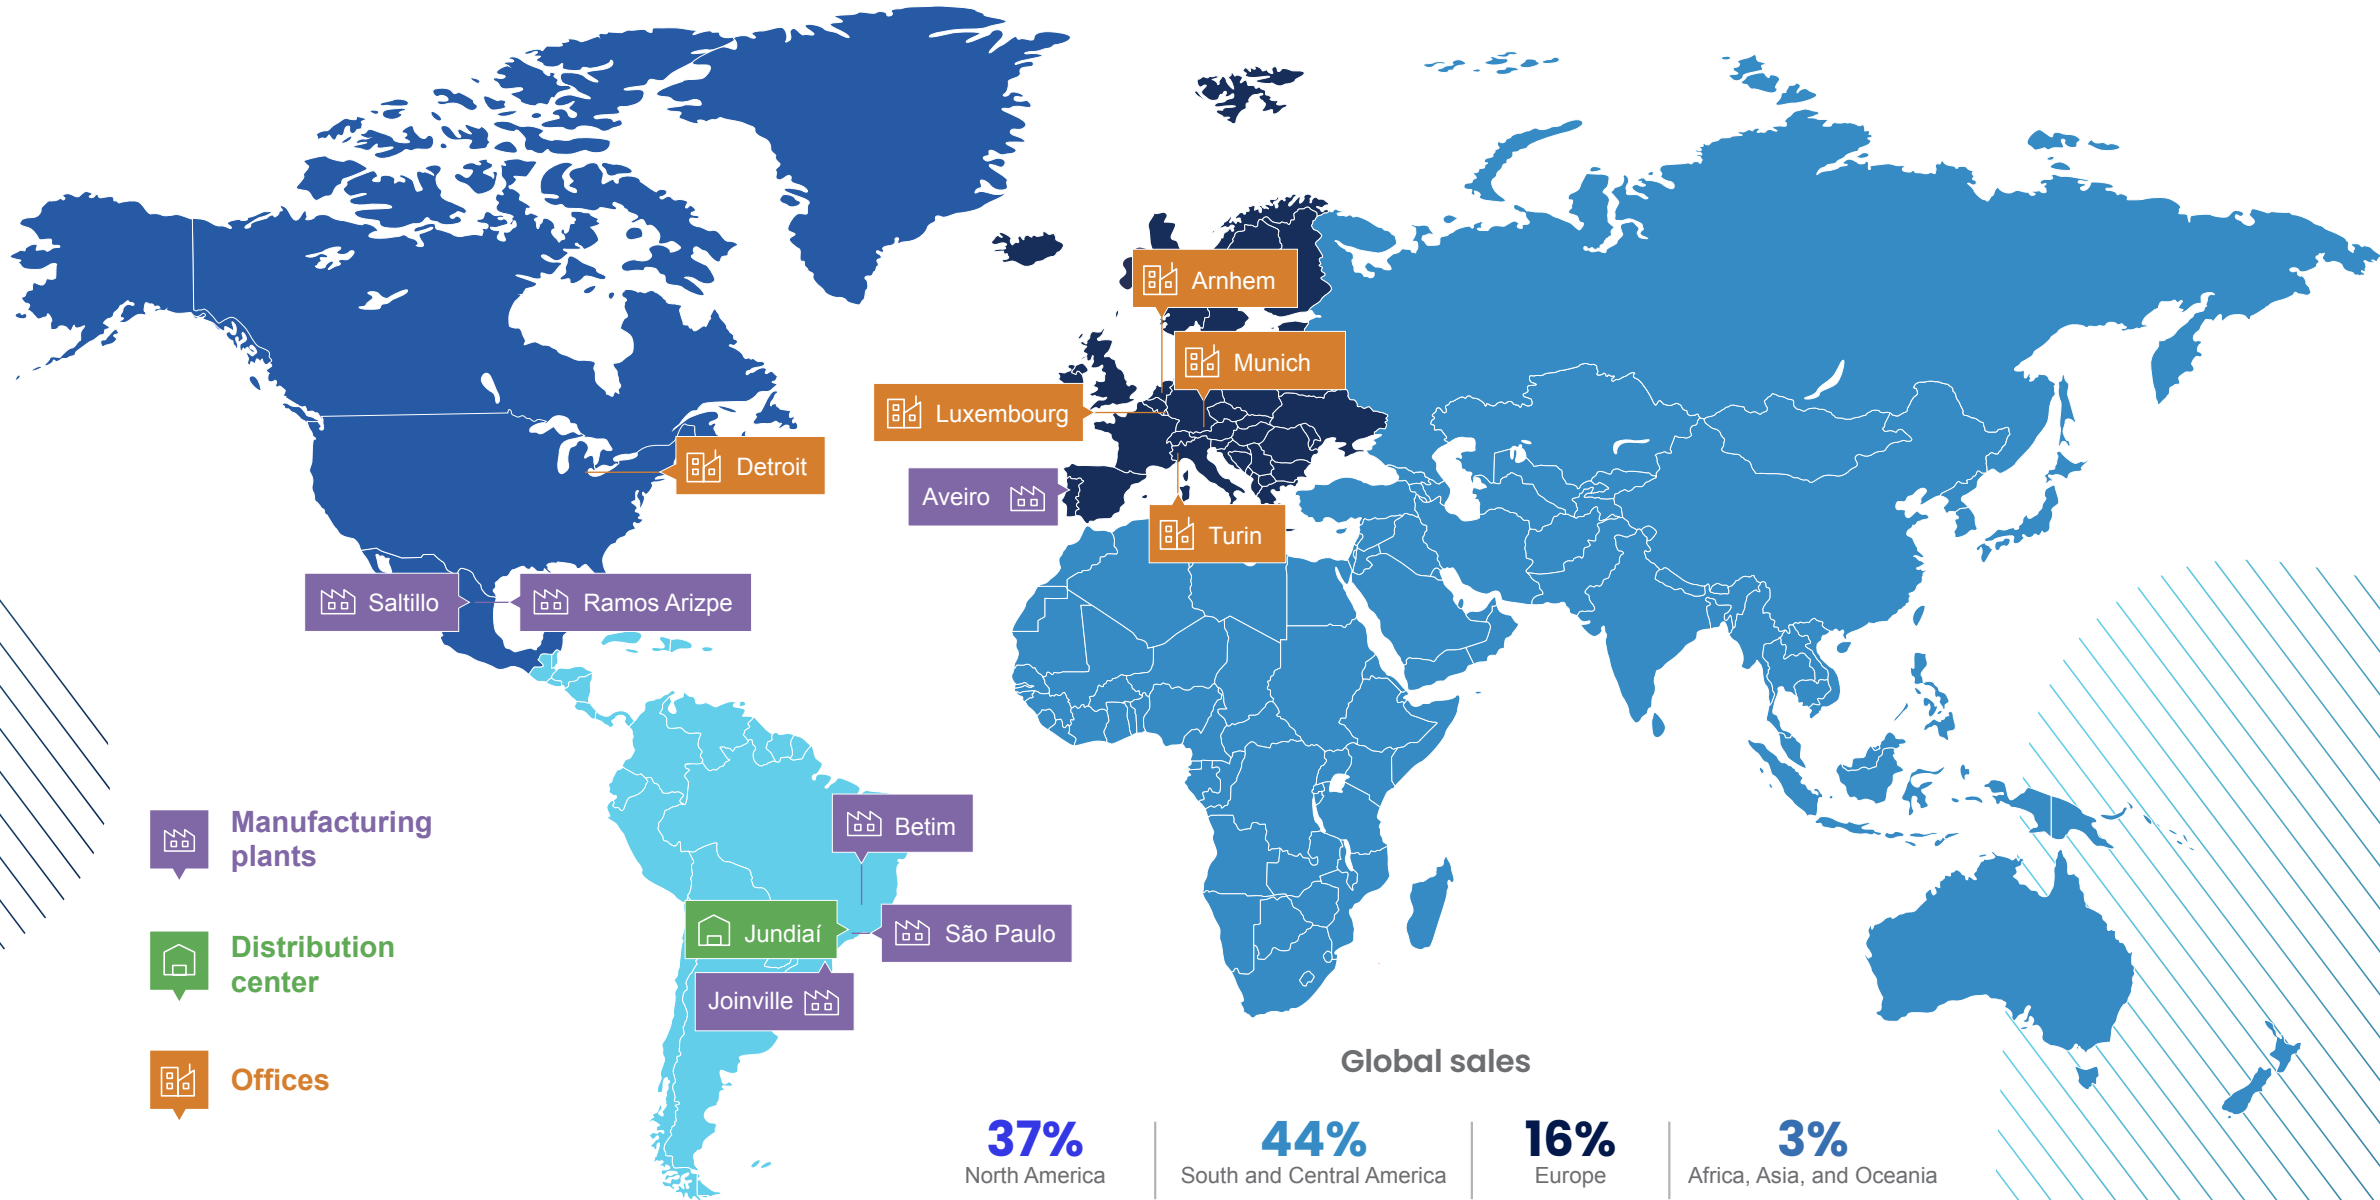 Arnhem
Munich
Luxembourg
Detroit
Aveiro
Turin
Saltillo
Ramos Arizpe
Betim
Jundiaí
São Paulo
Joinville
Manufacturing
plants
Distribution
center
Offices
Global sales
37%
North America
44%
South and Central America
16%
Europe
3%
Africa, Asia, and Oceania